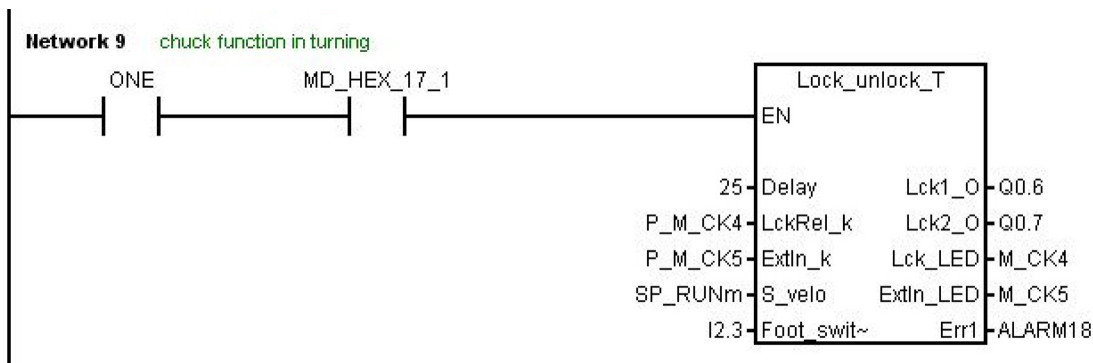 Network 9 chuck function in turning
ONE MD_HEX_17_1 Lock_unlock_T
EN
25 Delay Lck1_O Q0.6
P_M_CK4 LckRel_k Lck2_O Q0.7
P_M_CK5 ExtIn_k Lck_LED M_CK4
SP_RUNm S_velo ExtIn_LED M_CK5
I2.3 Foot_swit~ Err1 ALARM18